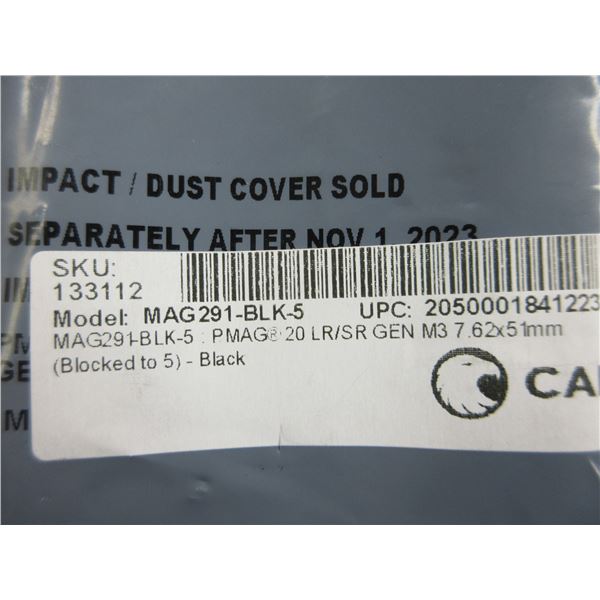 IMPACT / DUST COVER SOLD
SEPARATELY AFTER NOV 1, 2023
SKU:
133112
Model: MAG291-BLK-5 UPC: 2050001841223
MAG291-BLK-5 : PMAG® 20 LR/SR GEN M3 7.62x51mm
(Blocked to 5) - Black